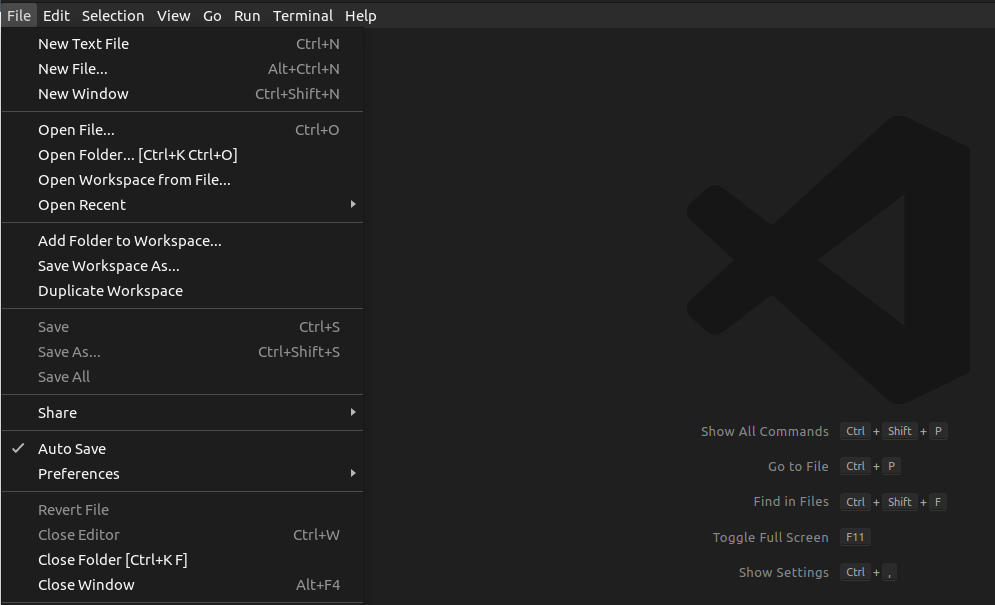 File Edit Selection View Go Run Terminal Help
New Text File Ctrl+N
New File... Alt+Ctrl+N
New Window Ctrl+Shift+N
Open File... Ctrl+O
Open Folder... [Ctrl+K Ctrl+O]
Open Workspace from File...
Open Recent
Add Folder to Workspace...
Save Workspace As...
Duplicate Workspace
Save Ctrl+S
Save As... Ctrl+Shift+S
Save All
Share
Auto Save
Preferences
Revert File
Close Editor Ctrl+W
Close Folder [Ctrl+K F]
Close Window Alt+F4
Show All Commands Ctrl + Shift + P
Go to File Ctrl + P
Find in Files Ctrl + Shift + F
Toggle Full Screen F11
Show Settings Ctrl + ,